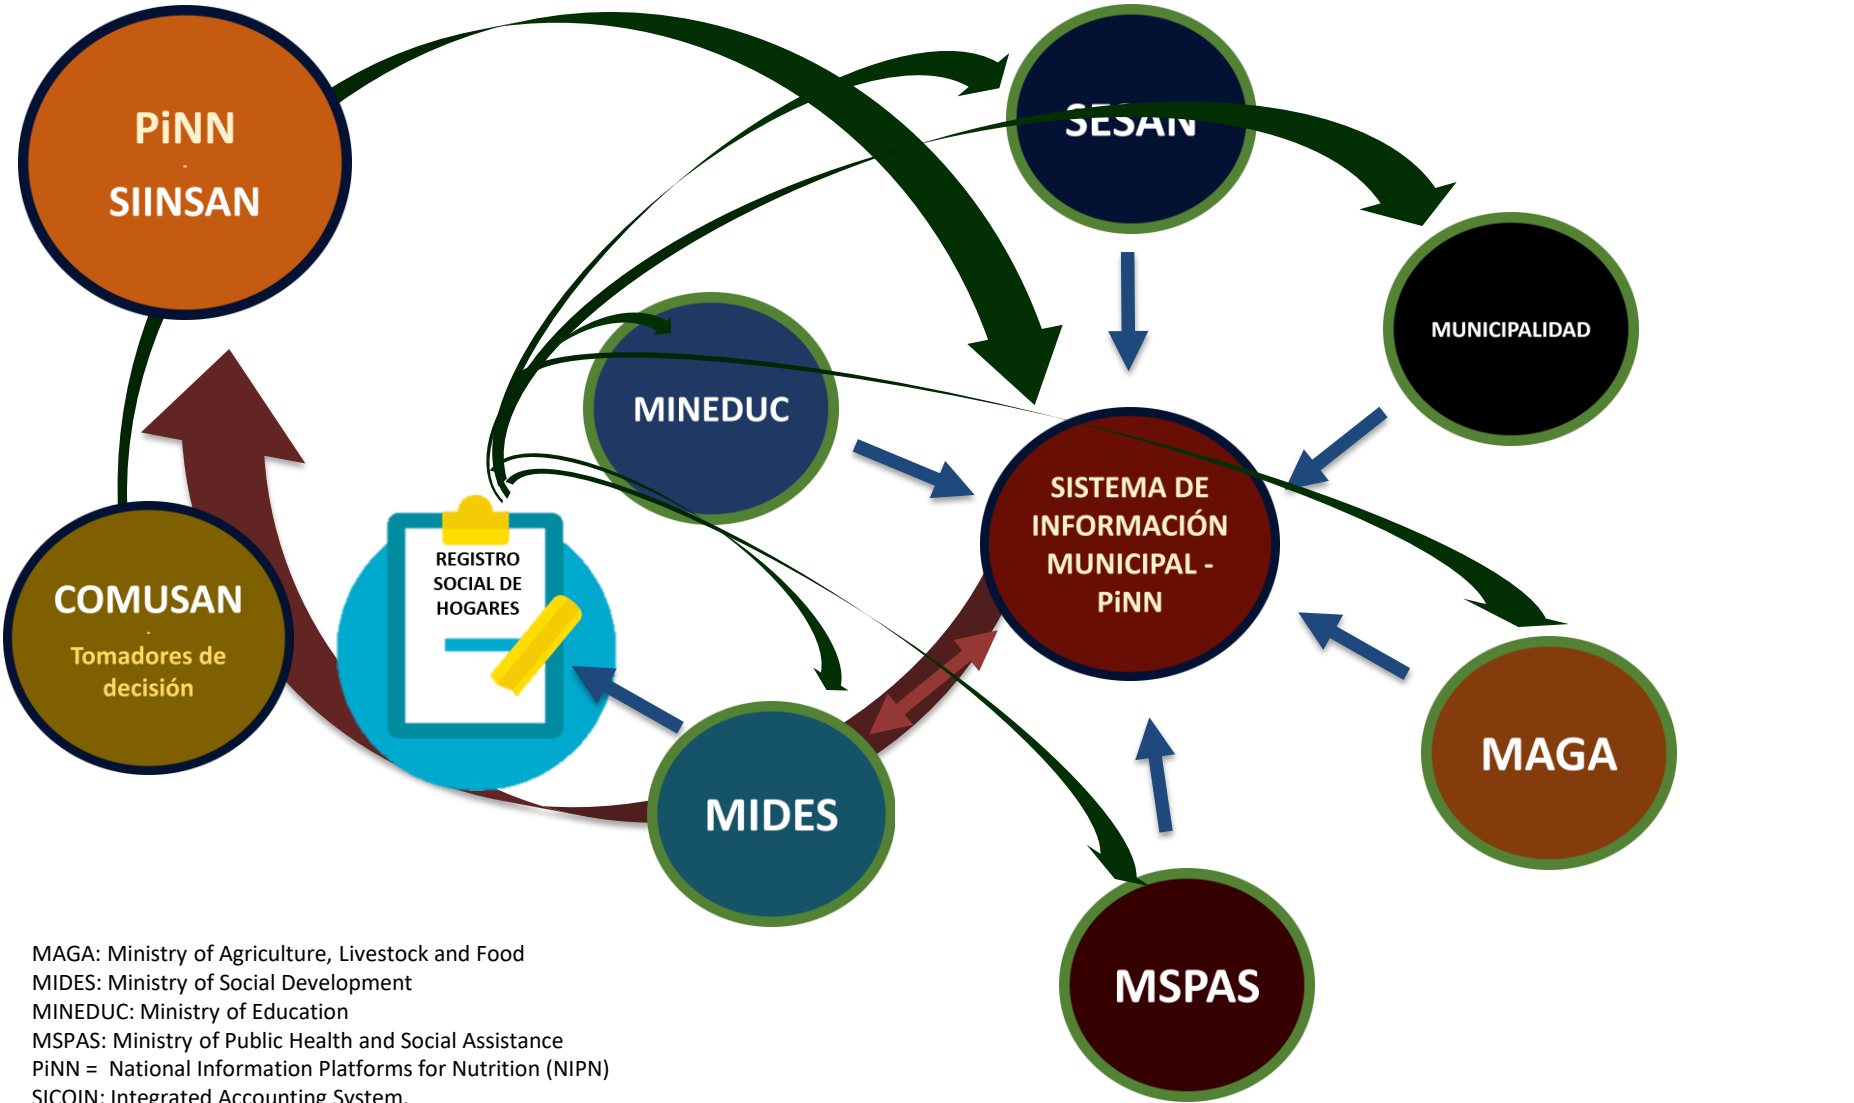 PiNN
-
SIINSAN
SESAN
MUNICIPALIDAD
MINEDUC
SISTEMA DE
INFORMACIÓN
MUNICIPAL -
PiNN
REGISTRO
SOCIAL DE
HOGARES
COMUSAN
-
Tomadores de
decisión
MIDES
MAGA
MSPAS
MAGA: Ministry of Agriculture, Livestock and Food
MIDES: Ministry of Social Development
MINEDUC: Ministry of Education
MSPAS: Ministry of Public Health and Social Assistance
PiNN = National Information Platforms for Nutrition (NIPN)
SICOIN: Integrated Accounting System.